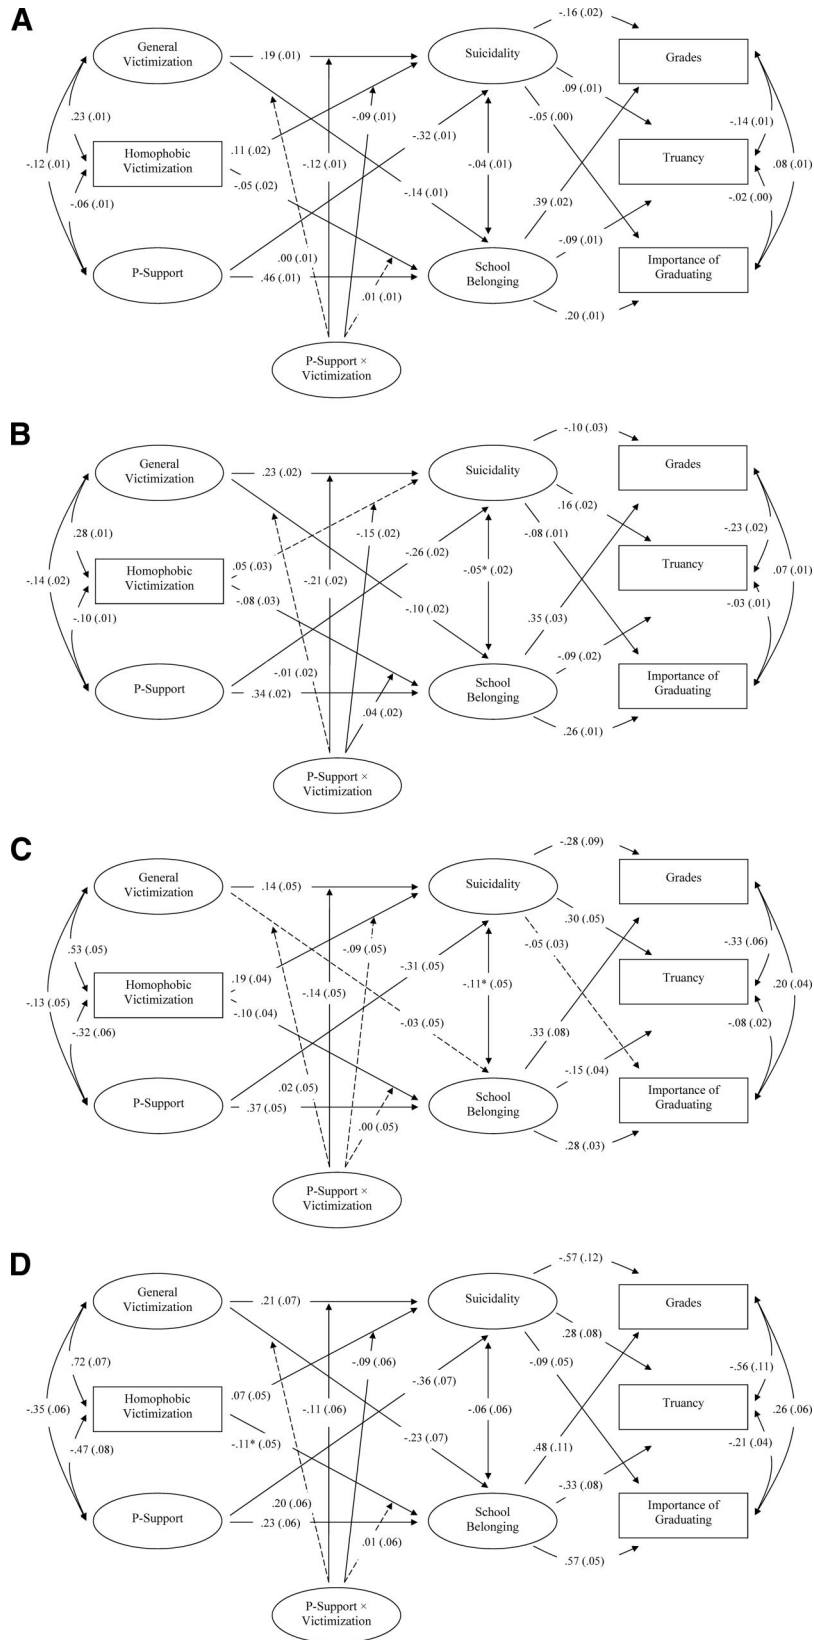 A
General
Victimization
.19 (.01)
Suicidality
-.16 (.02)
Grades
.23 (.01)
-.09 (.01)
.09 (.01)
-.14 (.01)
-.32 (.01)
-.05 (.00)
Homophobic
Victimization
.11 (.02)
-.12 (.01)
-.12 (.01)
-.04 (.01)
Truancy
.08 (.01)
-.05 (.02)
-.14 (.01)
.39 (.02)
-.02 (.00)
-.06 (.01)
-.09 (.01)
P-Support
.00 (.01)
.46 (.01)
.01 (.01)
School
Belonging
Importance of
Graduating
.20 (.01)
P-Support ×
Victimization
B
General
Victimization
.23 (.02)
Suicidality
-.10 (.03)
Grades
.28 (.01)
-.15 (.02)
.16 (.02)
-.23 (.02)
-.26 (.02)
-.08 (.01)
Homophobic
Victimization
.05 (.03)
-.14 (.02)
-.21 (.02)
-.05* (.02)
Truancy
.07 (.01)
-.08 (.03)
-.10 (.02)
.35 (.03)
-.03 (.01)
-.10 (.01)
-.09 (.02)
P-Support
-.01 (.02)
.34 (.02)
.04 (.02)
School
Belonging
Importance of
Graduating
.26 (.01)
P-Support ×
Victimization
C
General
Victimization
.14 (.05)
Suicidality
-.28 (.09)
Grades
.53 (.05)
-.09 (.05)
.30 (.05)
-.33 (.06)
-.31 (.05)
-.05 (.03)
Homophobic
Victimization
.19 (.04)
-.13 (.05)
-.14 (.05)
-.11* (.05)
Truancy
.20 (.04)
-.10 (.04)
-.03 (.05)
.33 (.08)
-.08 (.02)
-.32 (.06)
-.15 (.04)
P-Support
.02 (.05)
.37 (.05)
.00 (.05)
School
Belonging
Importance of
Graduating
.28 (.03)
P-Support ×
Victimization
D
General
Victimization
.21 (.07)
Suicidality
-.57 (.12)
Grades
.72 (.07)
-.09 (.06)
.28 (.08)
-.56 (.11)
-.36 (.07)
-.09 (.05)
Homophobic
Victimization
.07 (.05)
-.35 (.06)
-.11 (.06)
-.06 (.06)
Truancy
.26 (.06)
-.11* (.05)
-.23 (.07)
.48 (.11)
-.21 (.04)
-.47 (.08)
-.33 (.08)
P-Support
.20 (.06)
.23 (.06)
.01 (.06)
School
Belonging
Importance of
Graduating
.57 (.05)
P-Support ×
Victimization